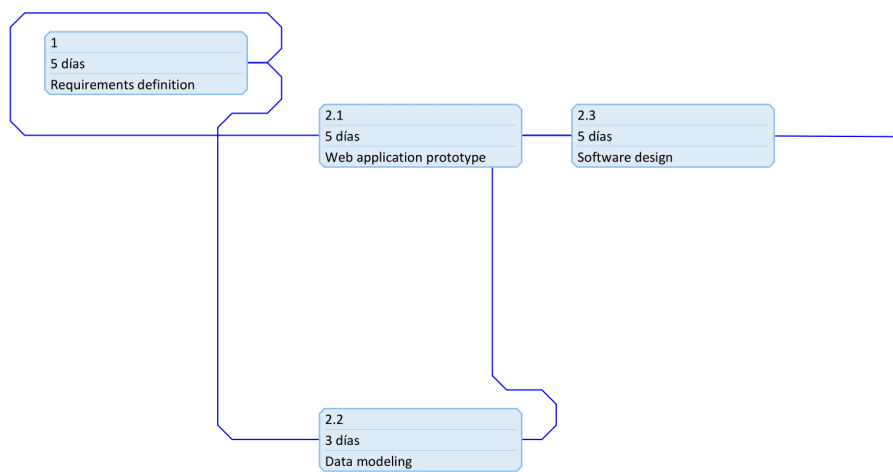 1
5 días
Requirements definition
2.1
5 días
Web application prototype
2.3
5 días
Software design
2.2
3 días
Data modeling